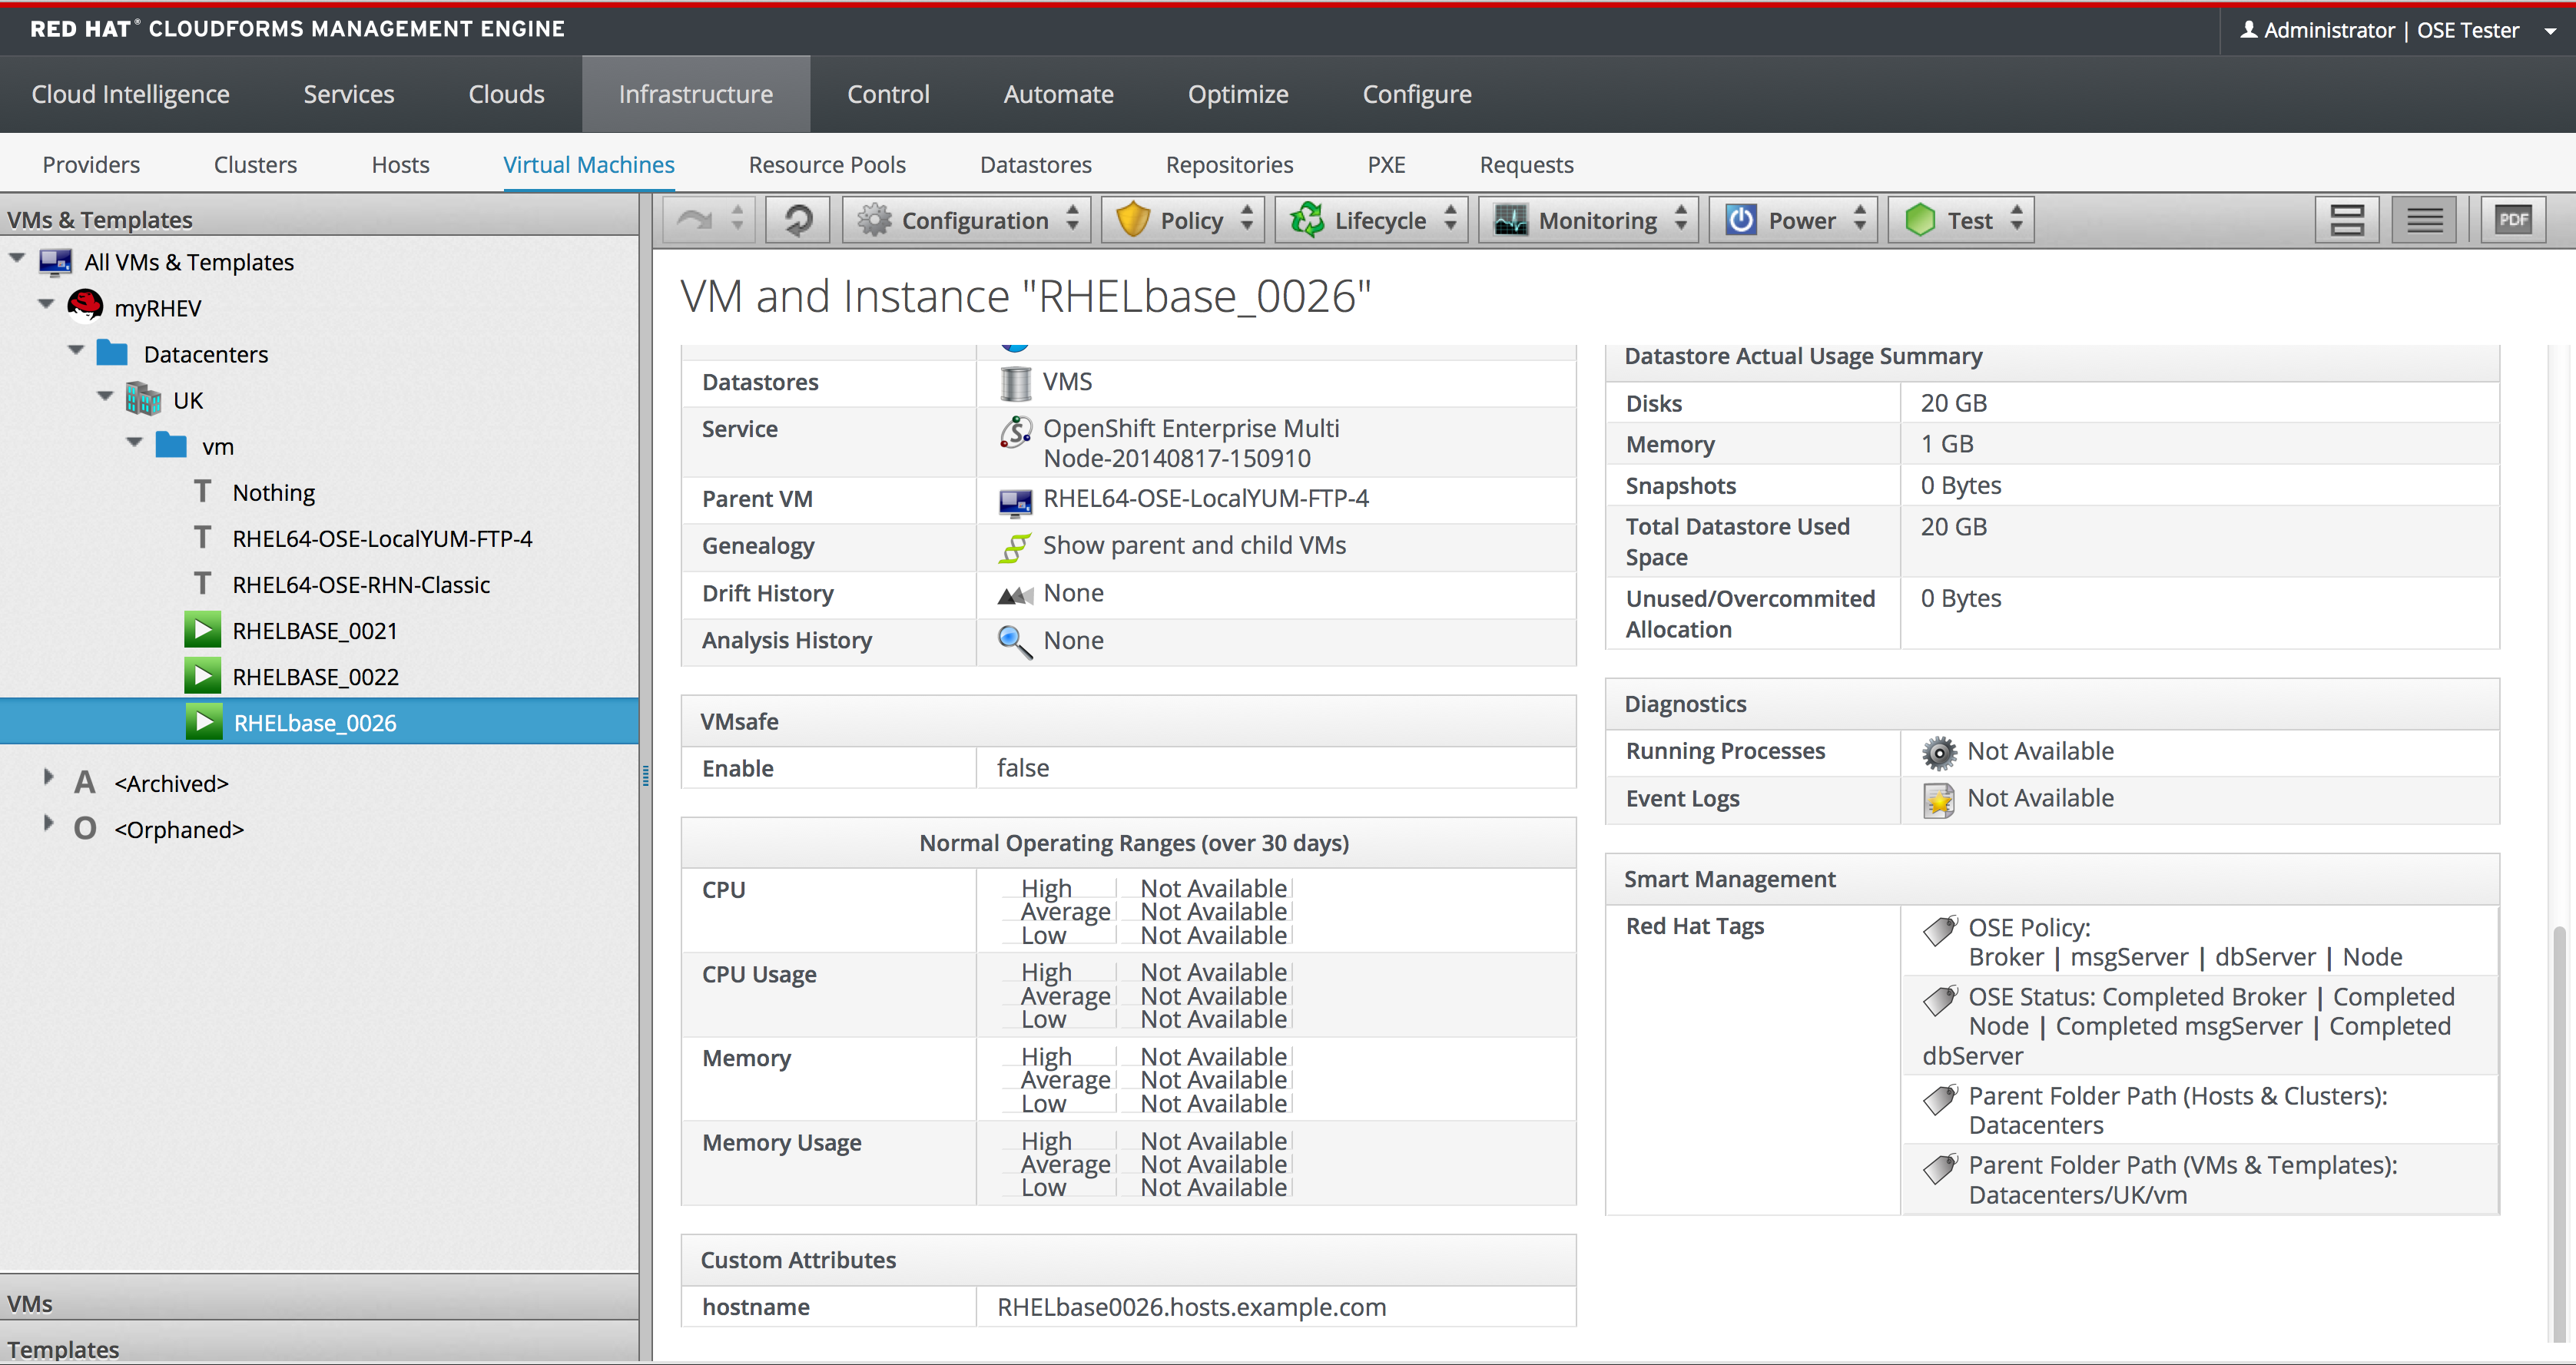 RED HAT® CLOUDFORMS MANAGEMENT ENGINE
Administrator | OSE Tester
Cloud Intelligence Services Clouds Infrastructure Control Automate Optimize Configure
Providers Clusters Hosts Virtual Machines Resource Pools Datastores Repositories PXE Requests
VMs & Templates
All VMs & Templates
myRHEV
Datacenters
UK
vm
T Nothing
T RHEL64-OSE-LocalYUM-FTP-4
T RHEL64-OSE-RHN-Classic
RHELBASE_0021
RHELBASE_0022
RHELbase_0026
A <Archived>
O <Orphaned>
VMs
Templates
Configuration Policy Lifecycle Monitoring Power Test PDF
VM and Instance "RHELbase_0026"
Datastores VMS
Service OpenShift Enterprise Multi
Node-20140817-150910
Parent VM RHEL64-OSE-LocalYUM-FTP-4
Genealogy Show parent and child VMs
Drift History None
Analysis History None
VMsafe
Enable false
Normal Operating Ranges (over 30 days)
CPU High Not Available
Average Not Available
Low Not Available
CPU Usage High Not Available
Average Not Available
Low Not Available
Memory High Not Available
Average Not Available
Low Not Available
Memory Usage High Not Available
Average Not Available
Low Not Available
Custom Attributes
hostname RHELbase0026.hosts.example.com
Datastore Actual Usage Summary
Disks 20 GB
Memory 1 GB
Snapshots 0 Bytes
Total Datastore Used 20 GB
Space
Unused/Overcommited 0 Bytes
Allocation
Diagnostics
Running Processes Not Available
Event Logs Not Available
Smart Management
Red Hat Tags OSE Policy:
Broker | msgServer | dbServer | Node
OSE Status: Completed Broker | Completed
Node | Completed msgServer | Completed
dbServer
Parent Folder Path (Hosts & Clusters):
Datacenters
Parent Folder Path (VMs & Templates):
Datacenters/UK/vm